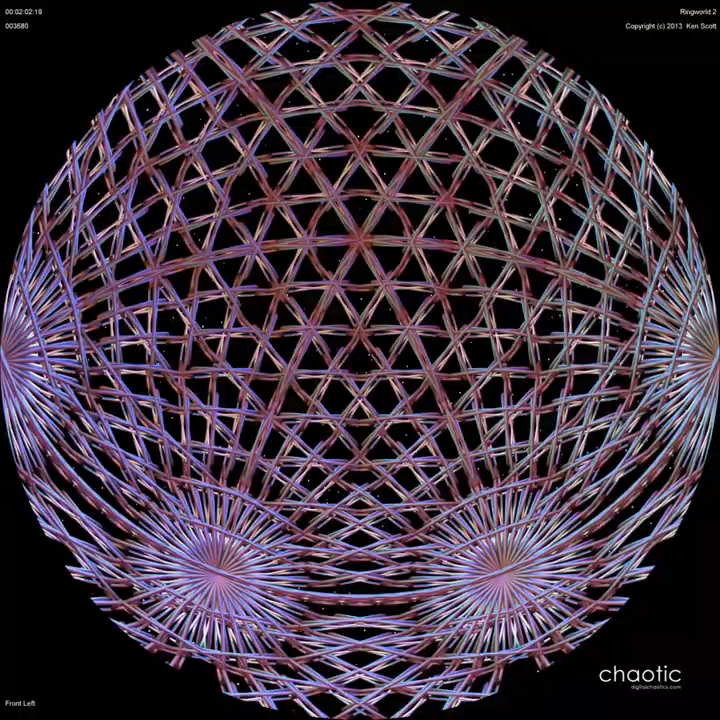 00:02:02:19
Ringworld 2
003680
Copyright (c) 2013 Ken Scott
chaotic
digitalchaotics.com
Front Left